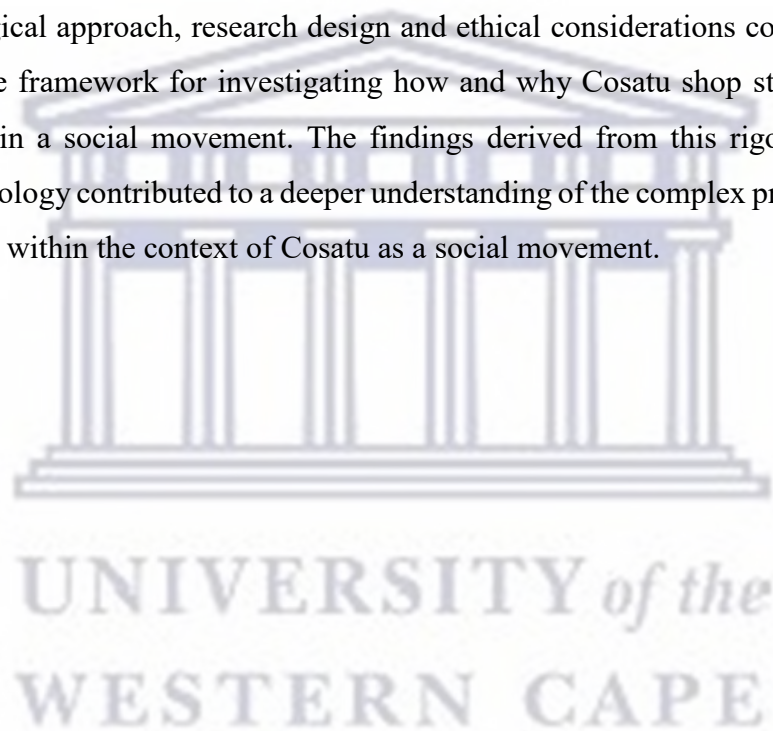 gical approach, research design and ethical considerations co
e framework for investigating how and why Cosatu shop st
in a social movement. The findings derived from this rigo
ology contributed to a deeper understanding of the complex pr
within the context of Cosatu as a social movement.
UNIVERSITY of the
WESTERN CAPE